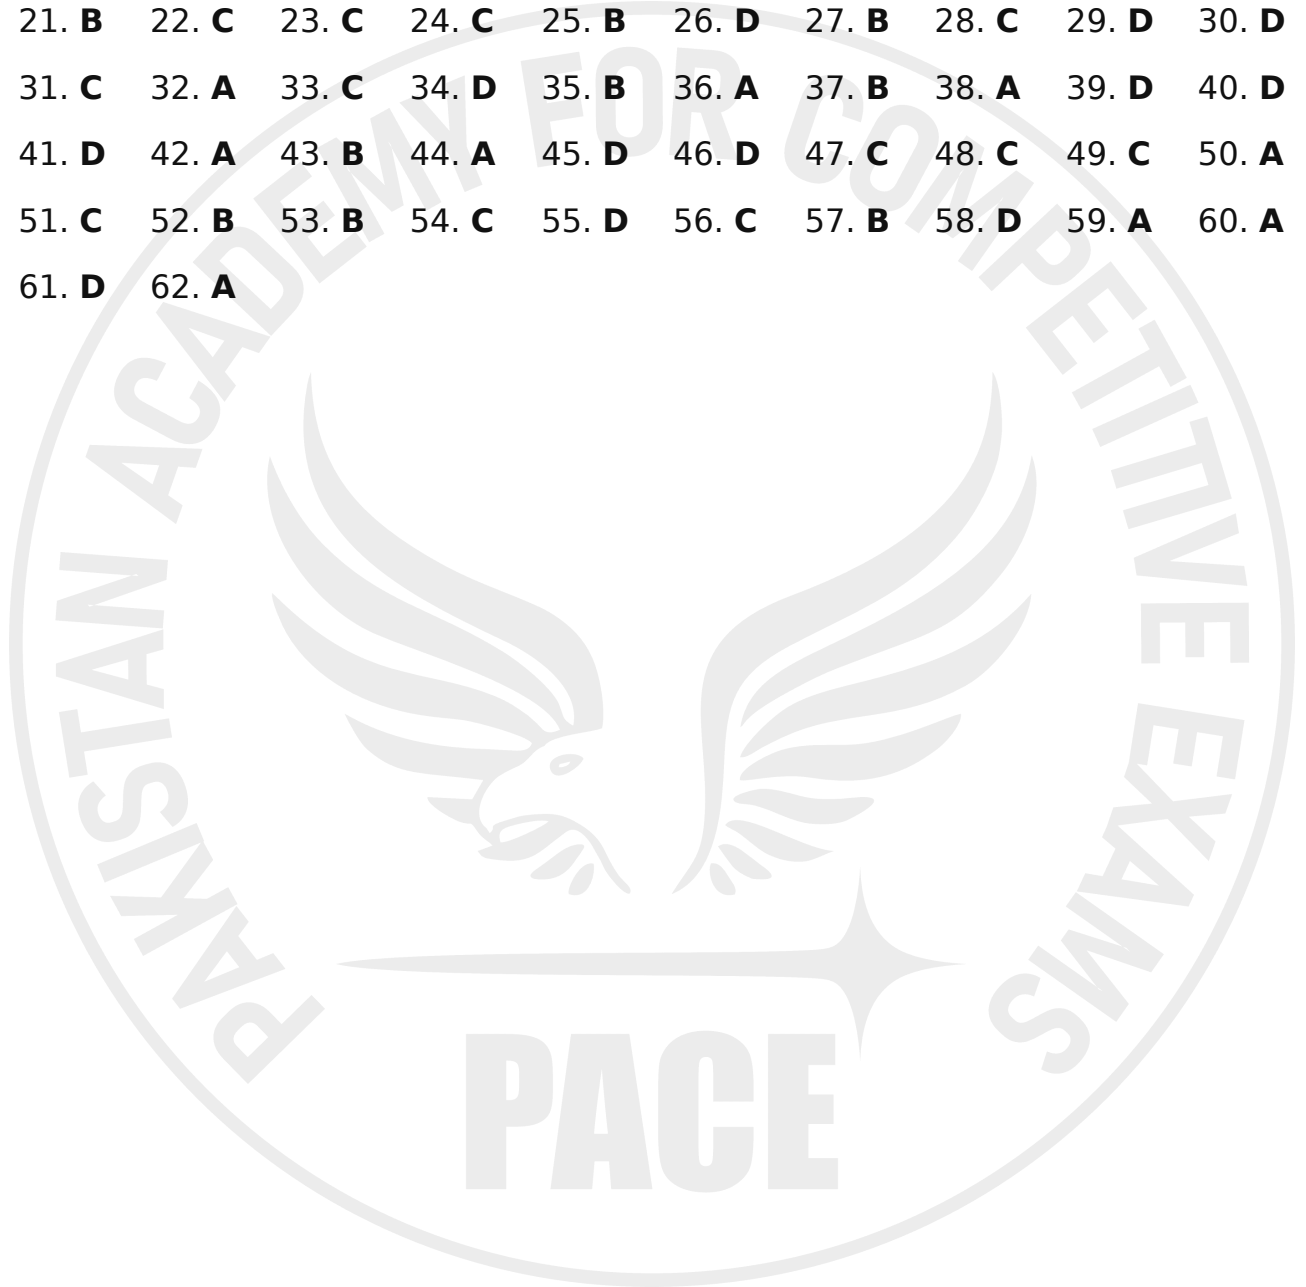 21. B 22. C 23. C 24. C 25. B 26. D 27. B 28. C 29. D 30. D
31. C 32. A 33. C 34. D 35. B 36. A 37. B 38. A 39. D 40. D
41. D 42. A 43. B 44. A 45. D 46. D 47. C 48. C 49. C 50. A
51. C 52. B 53. B 54. C 55. D 56. C 57. B 58. D 59. A 60. A
61. D 62. A
PAKISTAN ACADEMY FOR COMPETITIVE EXAMS
PACE